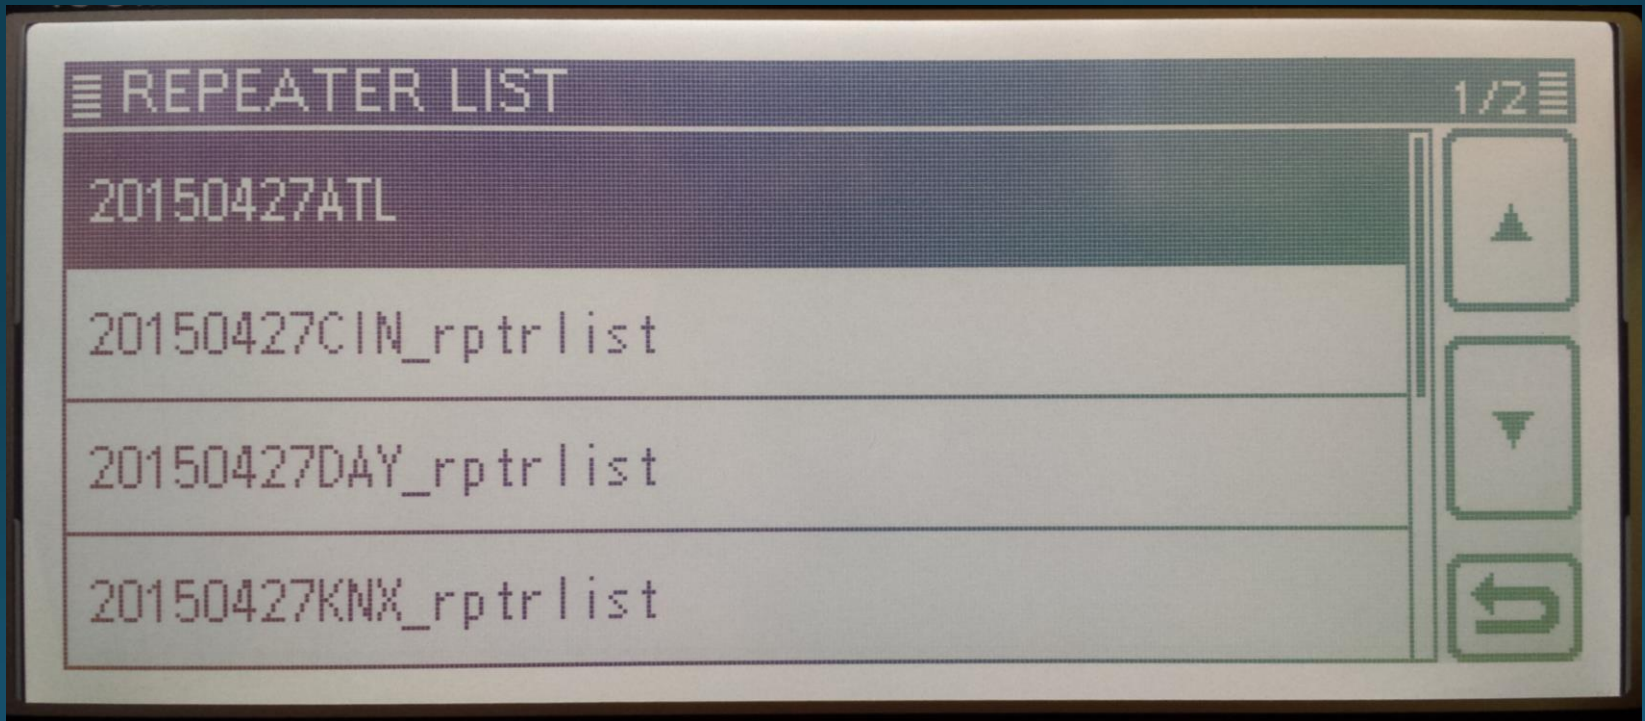 REPEATER LIST 1/2
20150427ATL
20150427CIN_rptrlist
20150427DAY_rptrlist
20150427KNX_rptrlist